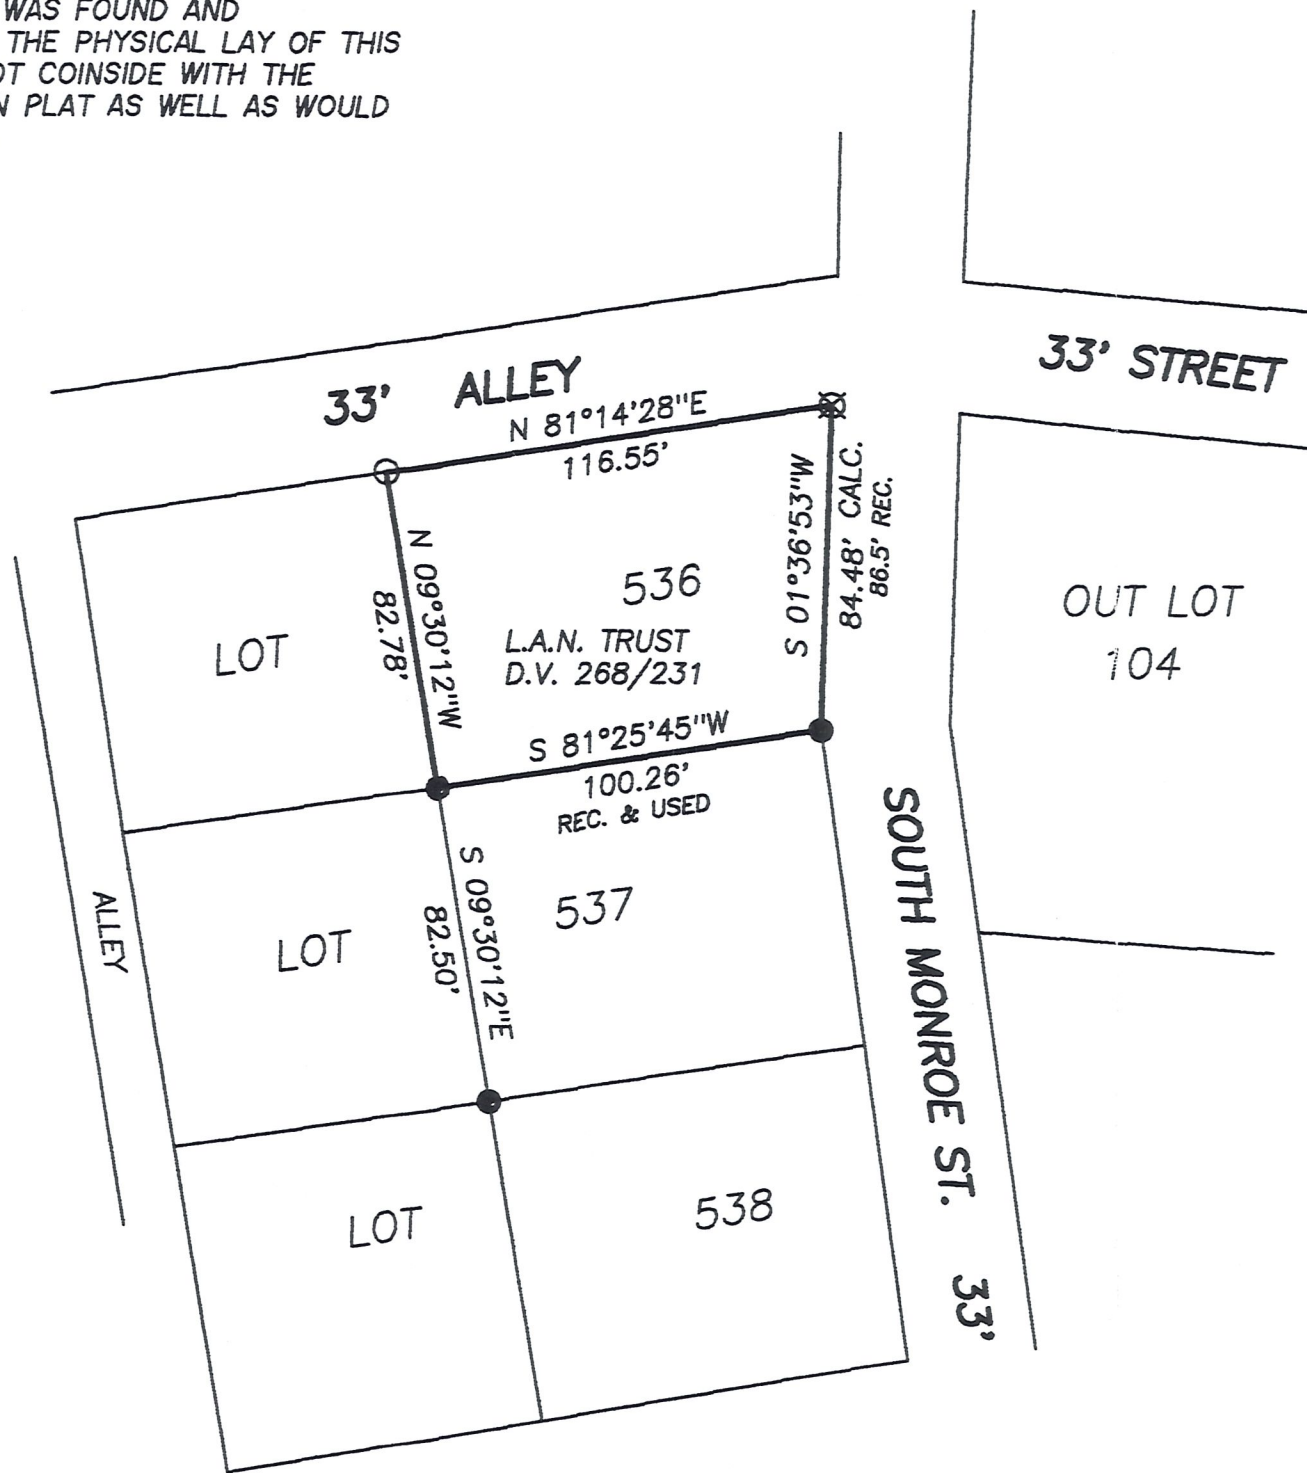 WAS FOUND AND
THE PHYSICAL LAY OF THIS
OT COINSIDE WITH THE
N PLAT AS WELL AS WOULD
33' ALLEY
33' STREET
N 81°14'28"E
116.55'
S 01°36'53"W
84.48' CALC.
86.5' REC.
N 09°30'12"W
82.78'
536
L.A.N. TRUST
D.V. 268/231
LOT
OUT LOT
104
S 81°25'45"W
100.26'
REC. & USED
SOUTH MONROE ST. 33'
ALLEY
LOT
S 09°30'12"E
82.50'
537
LOT
538